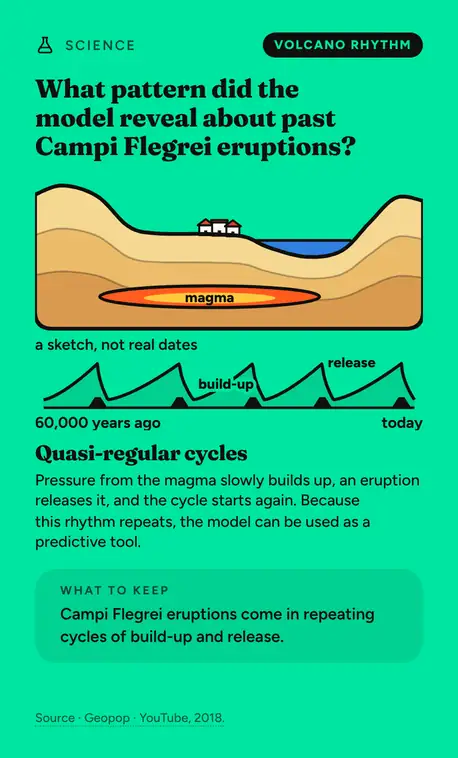 SCIENCE
VOLCANO RHYTHM
What pattern did the
model reveal about past
Campi Flegrei eruptions?
magma
a sketch, not real dates
release
build-up
60,000 years ago
today
Quasi-regular cycles
Pressure from the magma slowly builds up, an eruption
releases it, and the cycle starts again. Because
this rhythm repeats, the model can be used as a
predictive tool.
WHAT TO KEEP
Campi Flegrei eruptions come in repeating
cycles of build-up and release.
Source · Geopop · YouTube, 2018.